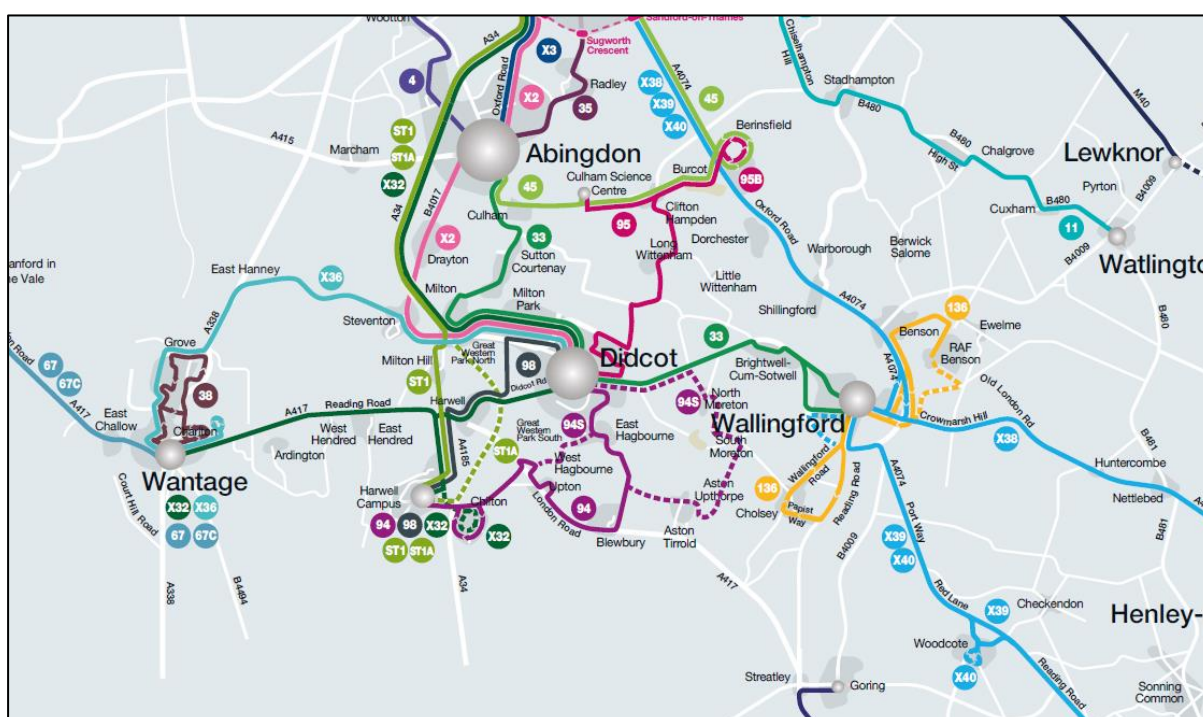 Wootton
A34
Oxford Road
X3
Sugworth
Crescent
Sandford-on-Thames
Chiselhampton
Hill
4
X2
Radley
35
X38
X39
X40
A4074
45
Stadhampton
B480
M40
ST1
ST1A
X32
A415
Marcham
Abingdon
Culham Science
Centre
Berinsfield
Burcot
95B
B480
High St
Chalgrove
Lewknor
Pyrton
B4009
A34
B4017
45
Culham
Clifton
Hampden
Oxford Road
Cuxham
B480
11
X2
Drayton
33
Sutton
Courtenay
95
Long
Wittenham
Dorchester
Warborough
Berwick
Salome
B4009
East Hanney
X36
Milton
Milton
Park
Little
Wittenham
Shillingford
A4074
Steventon
136
Ewelme
B480
A338
Grove
Great
Western
Park North
98
Didcot Rd
Didcot
33
Brightwell-
Cum-Sotwell
Benson
RAF
Benson
A4074
67
67C
A417
38
Milton Hill
ST1
Harwell
East
Challow
Charlton
A417
Reading Road
West
Hendred
East
Hendred
Ardington
A4185
Great
Western
Park South
94S
East
Hagbourne
94S
North
Moreton
South
Moreton
Wallingford
Crowmarsh Hill
Old London Rd
X38
B481
Huntercombe
Nettlebed
Wantage
X32
X36
67
67C
Court Hill Road
Harwell
Campus
94
98
X32
ST1
ST1A
ST1A
Chilton
X32
West
Hagbourne
Upton
London Road
94
Blewbury
Aston
Upthorpe
Aston
Tirrold
136
Cholsey
Wallingford
Road
Papist
Way
Reading Road
A4074
Port Way
B481
A338
B4494
A34
A417
B4009
X39
X40
Red Lane
X39
Checkendon
Woodcote
X40
Reading Road
Henley-
Streatley
Goring
Sonning
Common